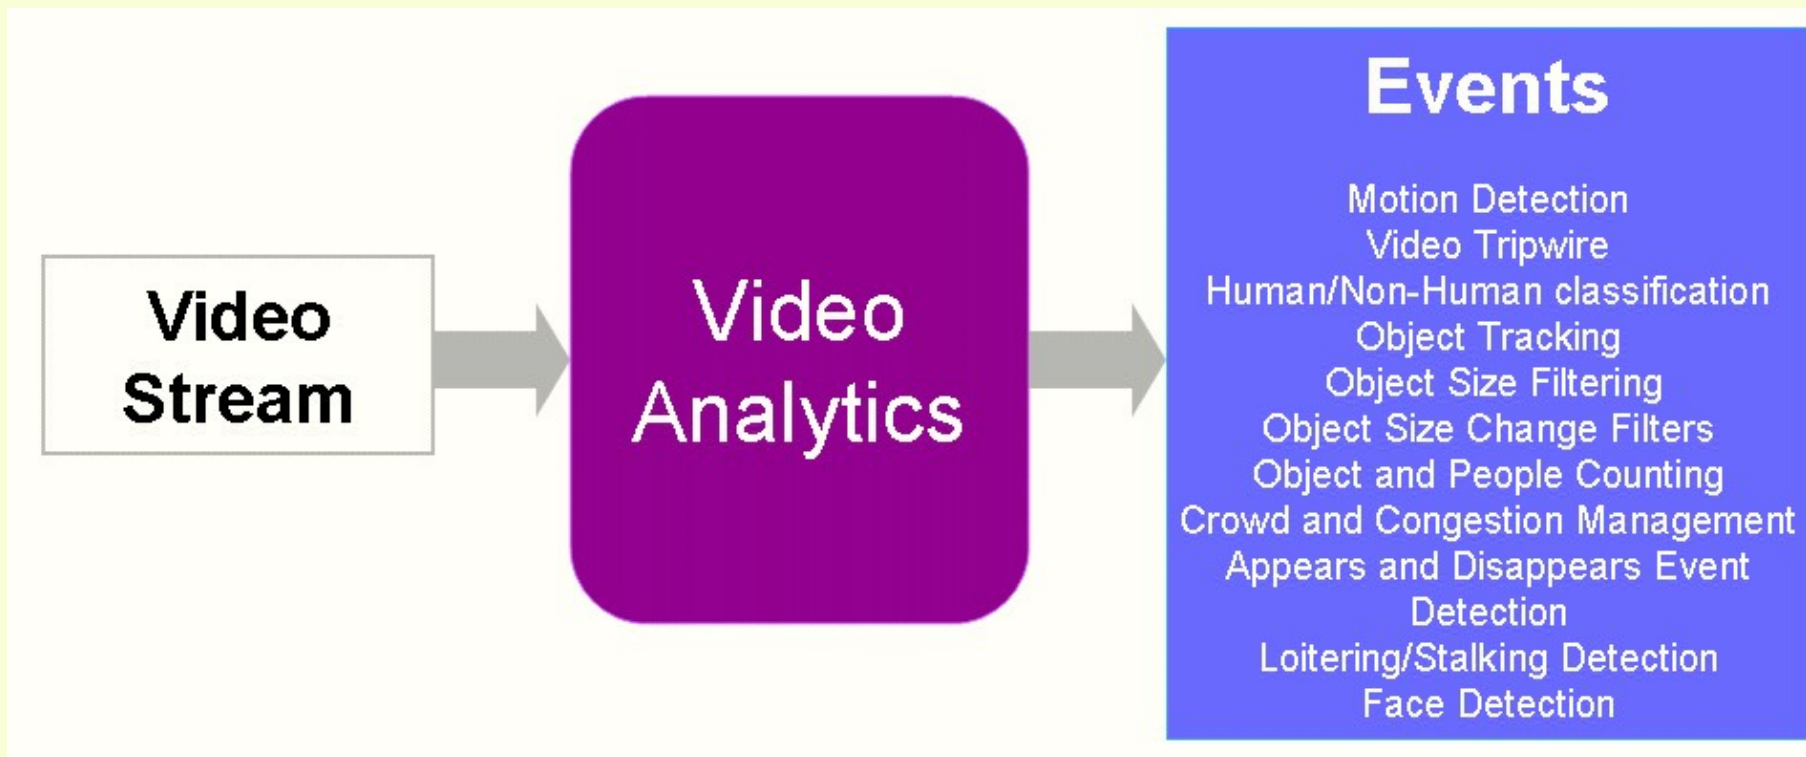 Video
Stream
Video
Analytics
Events
Motion Detection
Video Tripwire
Human/Non-Human classification
Object Tracking
Object Size Filtering
Object Size Change Filters
Object and People Counting
Crowd and Congestion Management
Appears and Disappears Event
Detection
Loitering/Stalking Detection
Face Detection